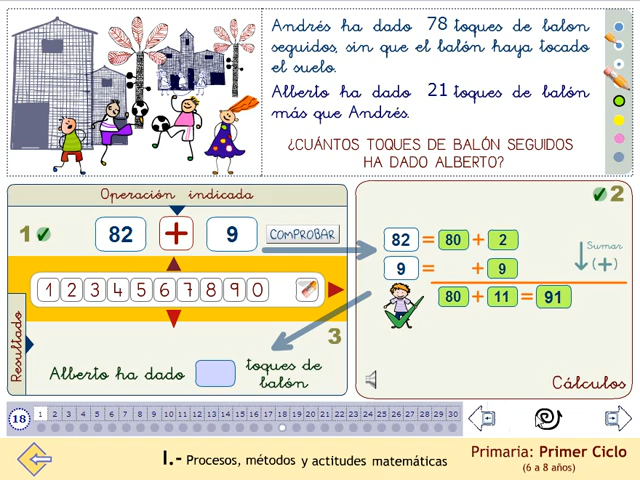 Andrés ha dado 78 toques de balon
seguidos, sin que el balón haya tocado
el suelo.
Alberto ha dado 21 toques de balón
más que Andrés.
¿CUÁNTOS TOQUES DE BALÓN SEGUIDOS
HA DADO ALBERTO?
Operación indicada
1
82 + 9 COMPROBAR
1 2 3 4 5 6 7 8 9 0
Resultado
3
Alberto ha dado toques de
balón
2
82 = 80 + 2
9 = + 9
80 + 11 = 91
Sumar
(+)
Cálculos
18 1 2 3 4 5 6 7 8 9 10 11 12 13 14 15 16 17 18 19 20 21 22 23 24 25 26 27 28 29 30
I.- Procesos, métodos y actitudes matemáticas
Primaria: Primer Ciclo
(6 a 8 años)